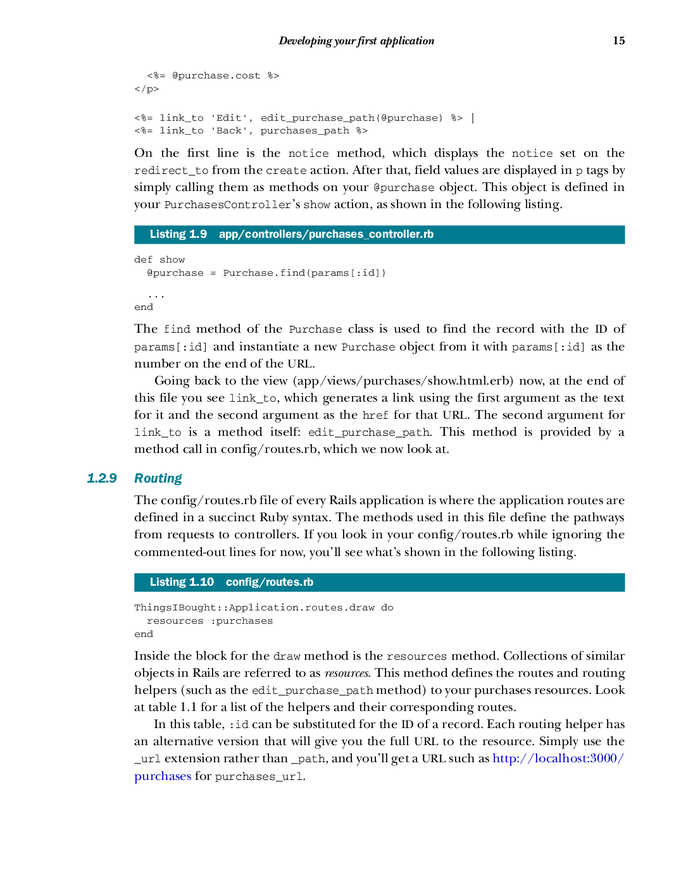 Developing your first application 15
<%= @purchase.cost %>
</p>
<%= link_to 'Edit', edit_purchase_path(@purchase) %> |
<%= link_to 'Back', purchases_path %>
On the first line is the notice method, which displays the notice set on the
redirect_to from the create action. After that, field values are displayed in p tags by
simply calling them as methods on your @purchase object. This object is defined in
your PurchasesController's show action, as shown in the following listing.
Listing 1.9 app/controllers/purchases_controller.rb
def show
@purchase = Purchase.find(params[:id])
...
end
The find method of the Purchase class is used to find the record with the ID of
params[:id] and instantiate a new Purchase object from it with params[:id] as the
number on the end of the URL.
Going back to the view (app/views/purchases/show.html.erb) now, at the end of
this file you see link_to, which generates a link using the first argument as the text
for it and the second argument as the href for that URL. The second argument for
link_to is a method itself: edit_purchase_path. This method is provided by a
method call in config/routes.rb, which we now look at.
1.2.9 Routing
The config/routes.rb file of every Rails application is where the application routes are
defined in a succinct Ruby syntax. The methods used in this file define the pathways
from requests to controllers. If you look in your config/routes.rb while ignoring the
commented-out lines for now, you'll see what's shown in the following listing.
Listing 1.10 config/routes.rb
ThingsIBought::Application.routes.draw do
resources :purchases
end
Inside the block for the draw method is the resources method. Collections of similar
objects in Rails are referred to as resources. This method defines the routes and routing
helpers (such as the edit_purchase_path method) to your purchases resources. Look
at table 1.1 for a list of the helpers and their corresponding routes.
In this table, :id can be substituted for the ID of a record. Each routing helper has
an alternative version that will give you the full URL to the resource. Simply use the
_url extension rather than _path, and you'll get a URL such as http://localhost:3000/
purchases for purchases_url.